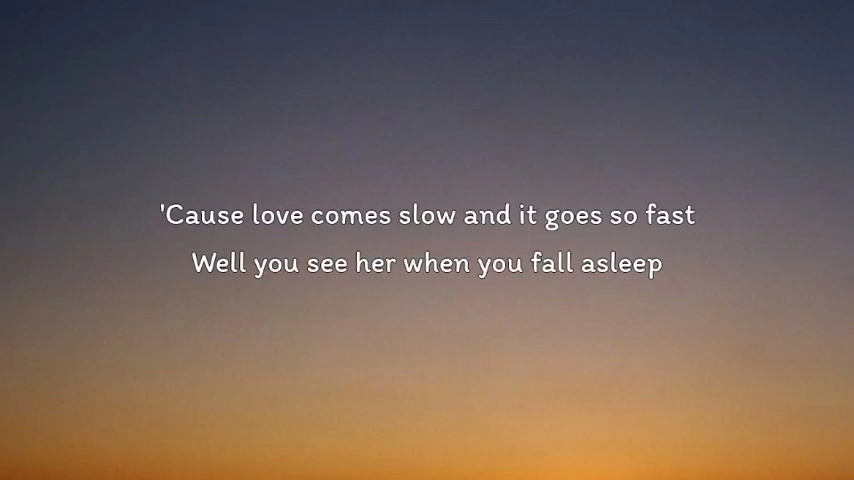 'Cause love comes slow and it goes so fast
Well you see her when you fall asleep